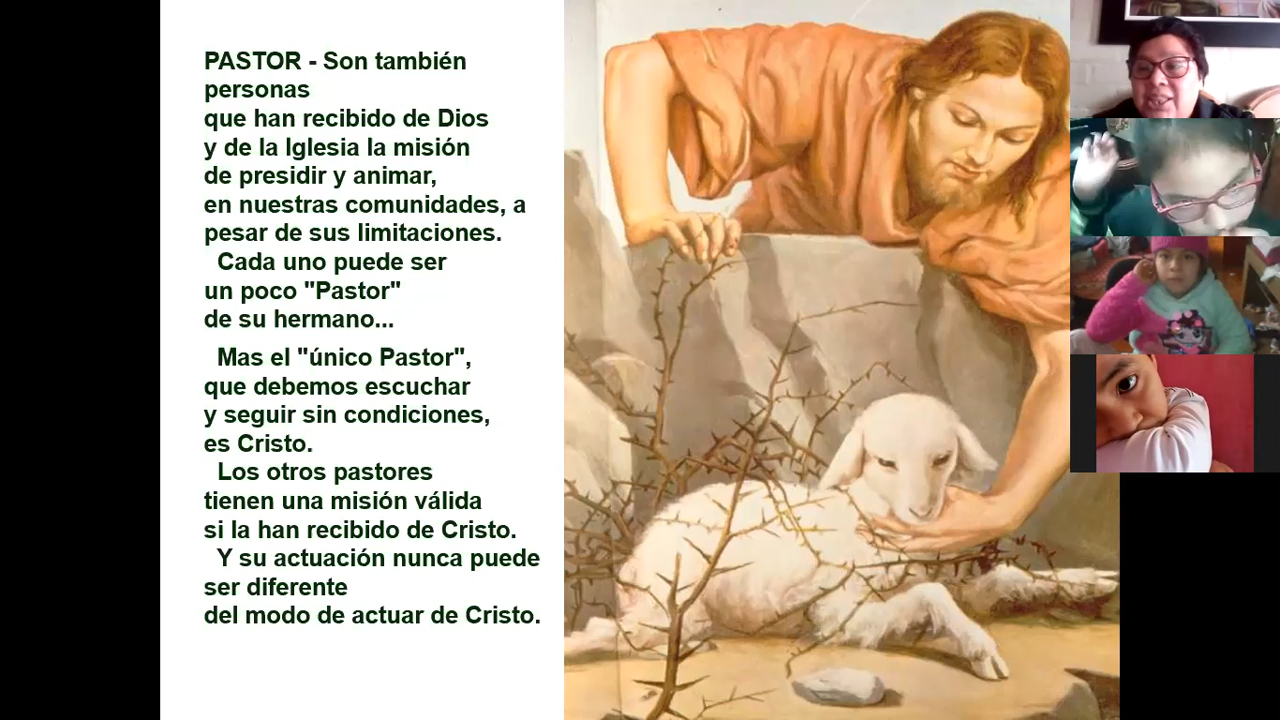 PASTOR - Son también
personas
que han recibido de Dios
y de la Iglesia la misión
de presidir y animar,
en nuestras comunidades, a
pesar de sus limitaciones.
Cada uno puede ser
un poco "Pastor"
de su hermano...
Mas el "único Pastor",
que debemos escuchar
y seguir sin condiciones,
es Cristo.
Los otros pastores
tienen una misión válida
si la han recibido de Cristo.
Y su actuación nunca puede
ser diferente
del modo de actuar de Cristo.